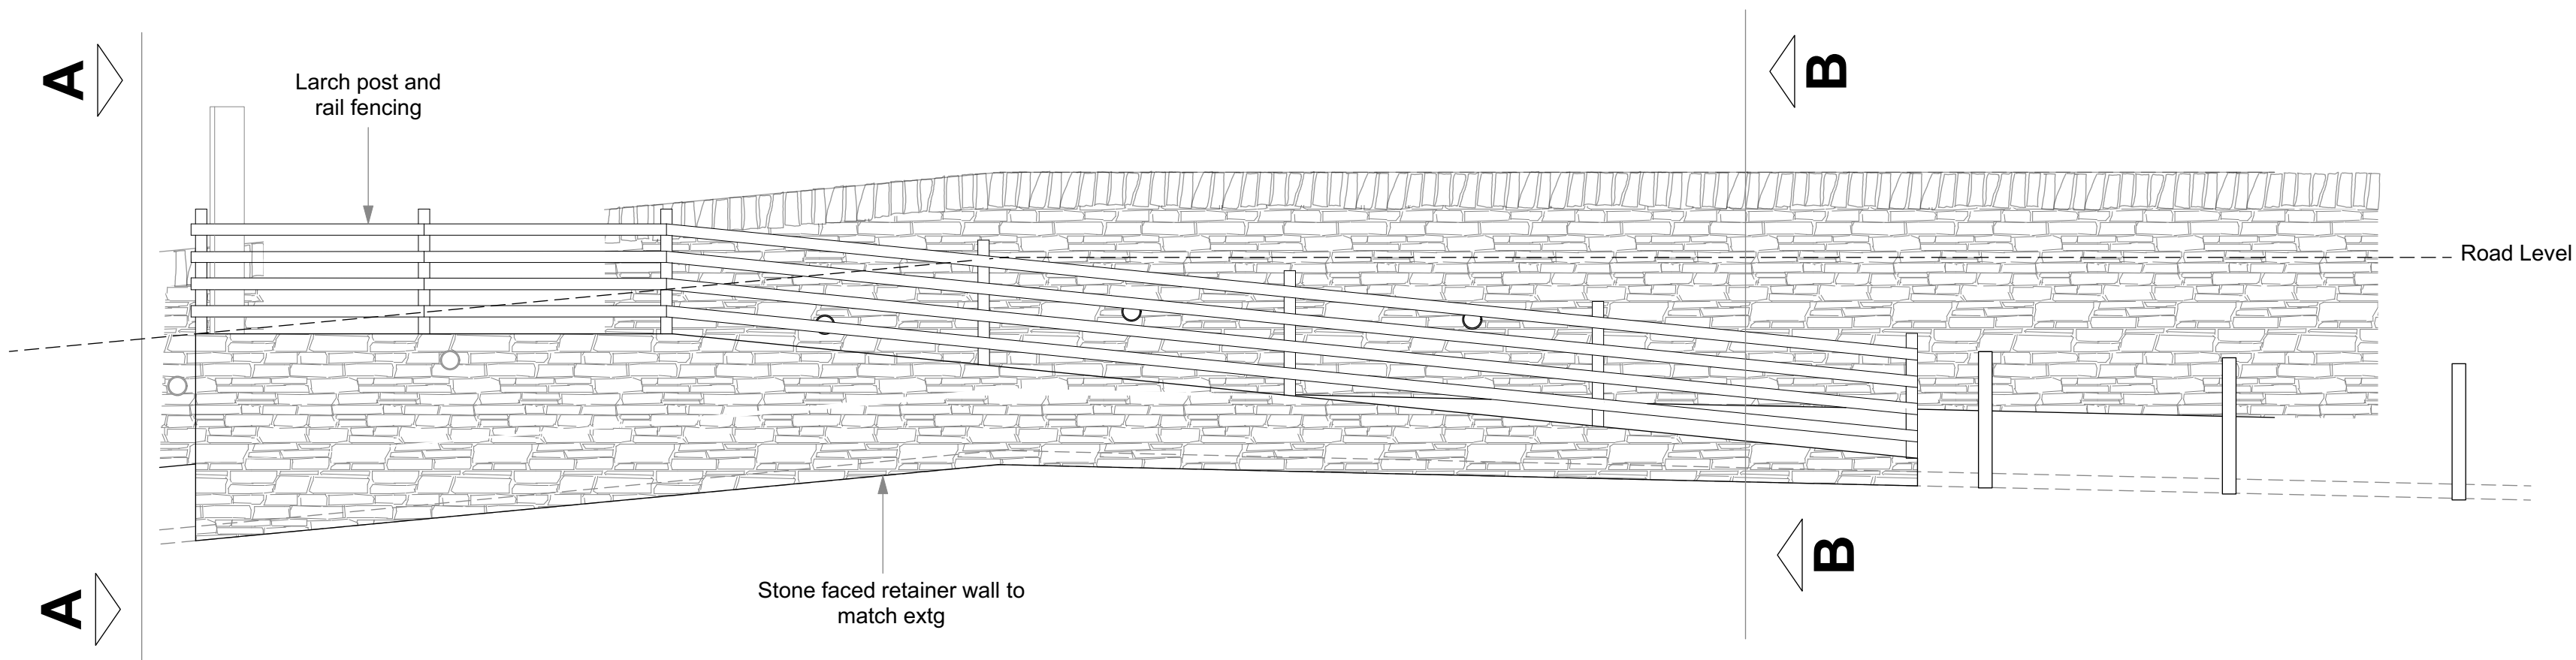 A
B
Larch post and
rail fencing
Road Level
A
B
Stone faced retainer wall to
match extg